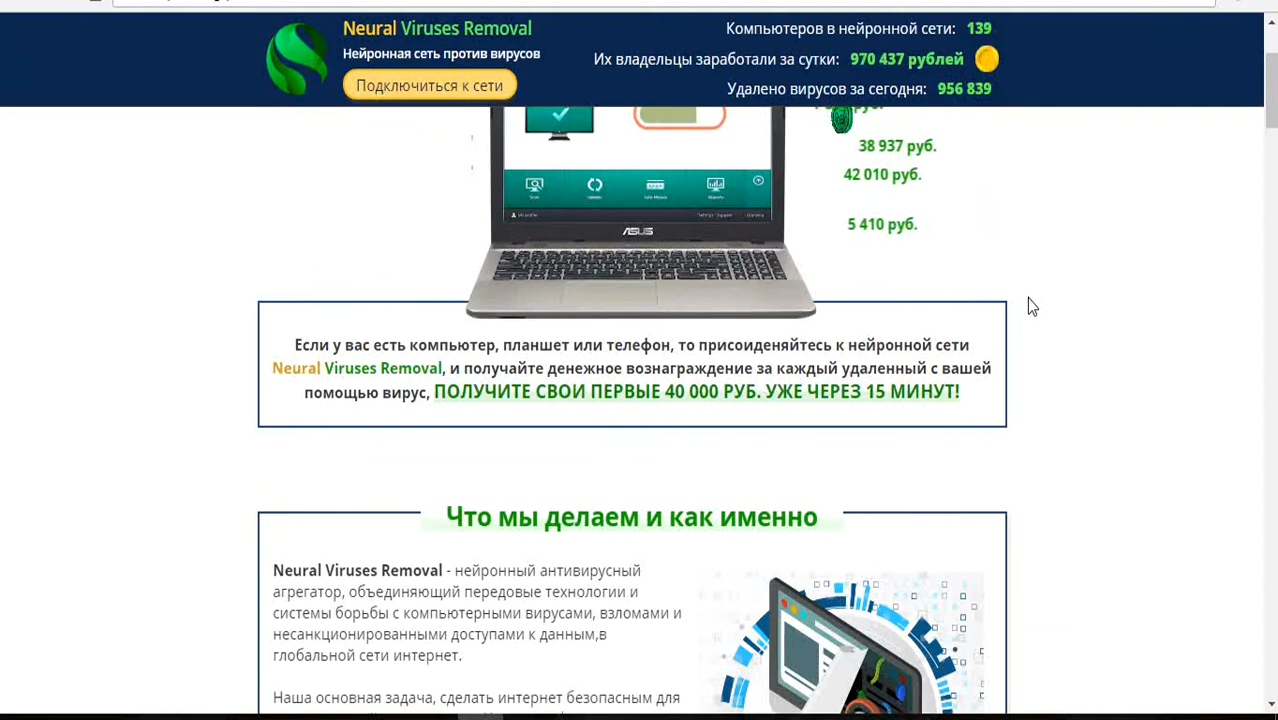 Neural Viruses Removal
Нейронная сеть против вирусов
Подключиться к сети
Компьютеров в нейронной сети: 139
Их владельцы заработали за сутки: 970 437 рублей
Удалено вирусов за сегодня: 956 839
38 937 руб.
42 010 руб.
5 410 руб.
ASUS
Если у вас есть компьютер, планшет или телефон, то присоиденяйтесь к нейронной сети
Neural Viruses Removal, и получайте денежное вознаграждение за каждый удаленный с вашей
помощью вирус, ПОЛУЧИТЕ СВОИ ПЕРВЫЕ 40 000 РУБ. УЖЕ ЧЕРЕЗ 15 МИНУТ!
Что мы делаем и как именно
Neural Viruses Removal - нейронный антивирусный
агрегатор, объединяющий передовые технологии и
системы борьбы с компьютерными вирусами, взломами и
несанкционированными доступами к данным,в
глобальной сети интернет.
Наша основная задача, сделать интернет безопасным для